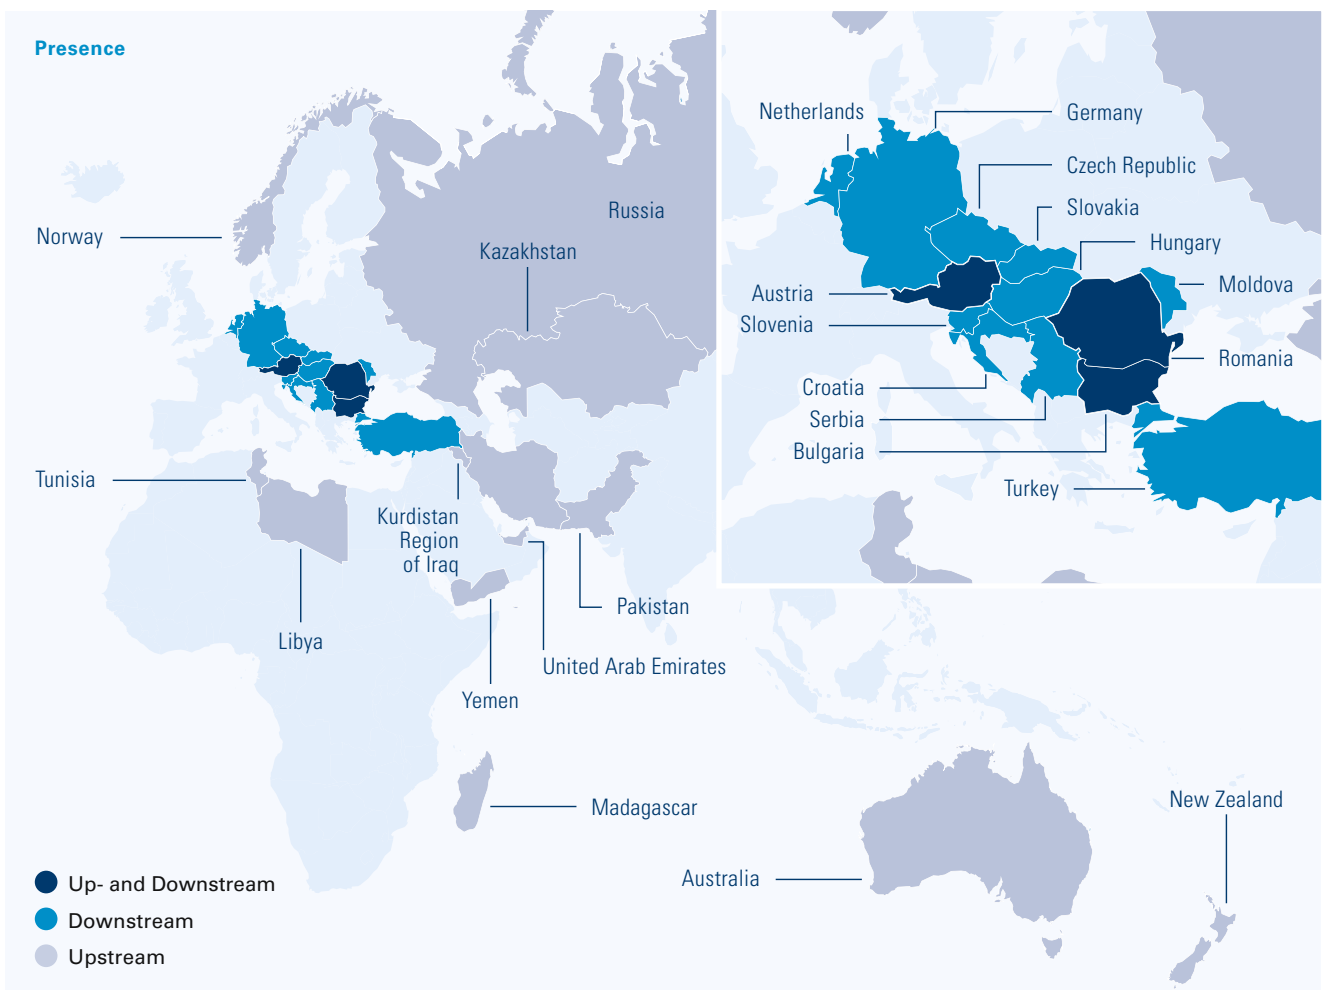 Presence
Norway
Russia
Kazakhstan
Tunisia
Kurdistan
Region
of Iraq
Libya
Pakistan
United Arab Emirates
Yemen
Madagascar
Australia
New Zealand
Netherlands
Germany
Czech Republic
Slovakia
Hungary
Moldova
Austria
Slovenia
Romania
Croatia
Serbia
Bulgaria
Turkey
Up- and Downstream
Downstream
Upstream